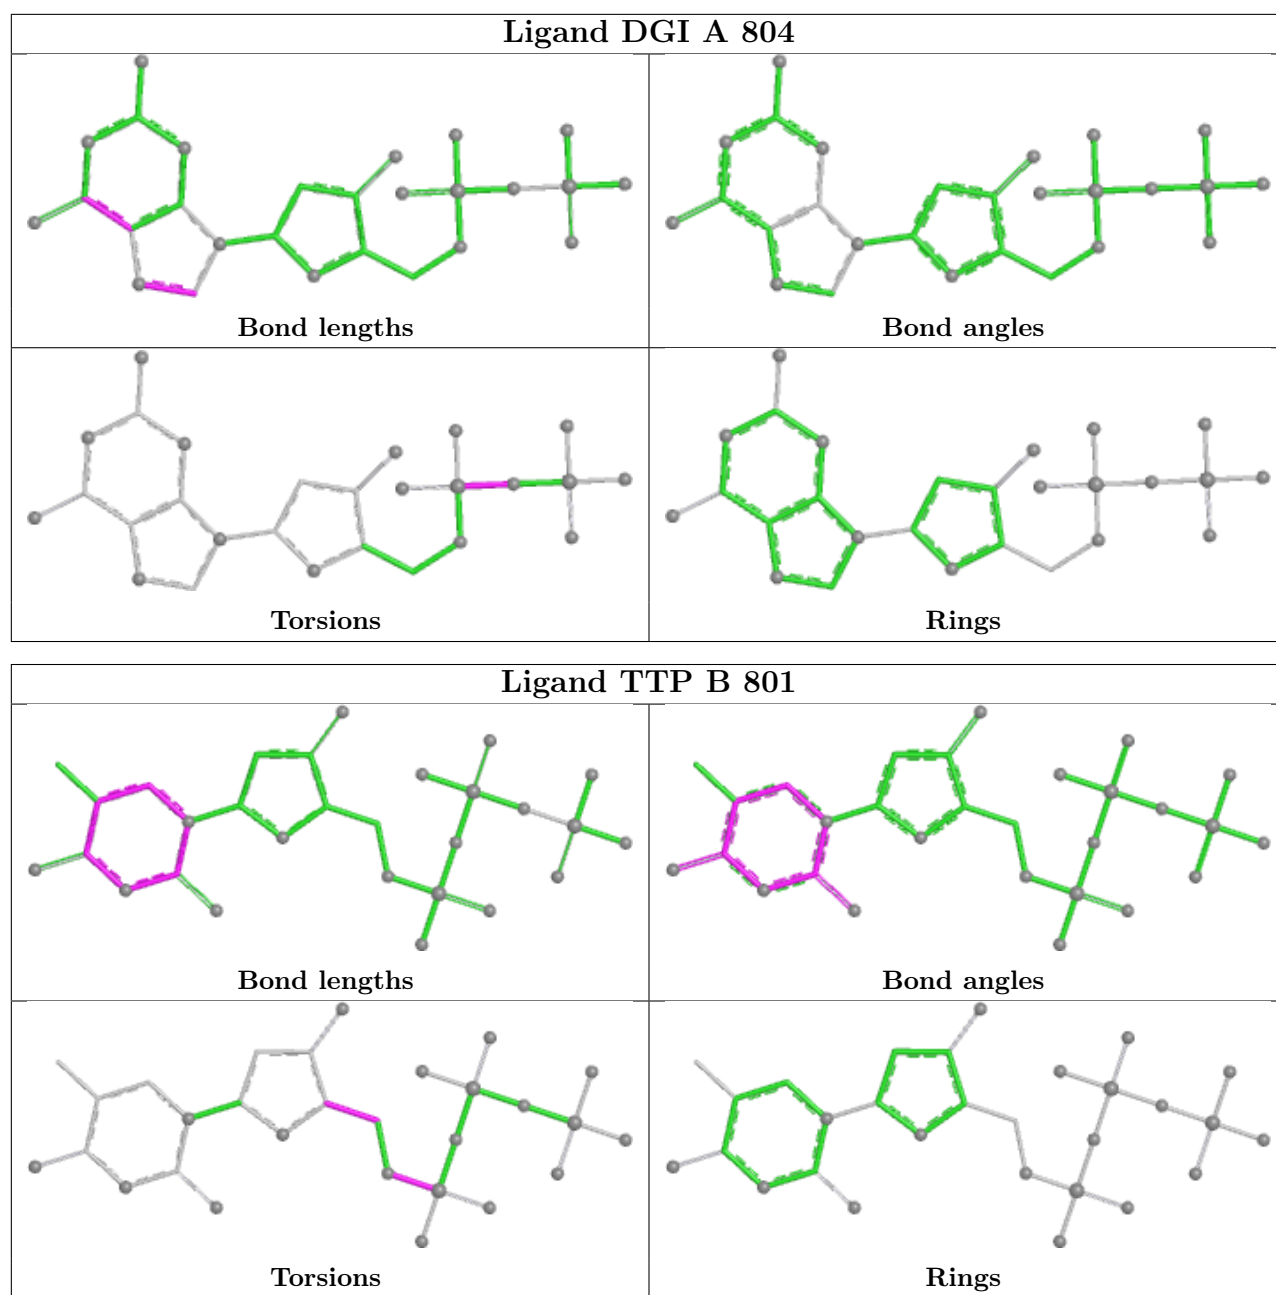 Ligand DGI A 804
Bond lengths
Bond angles
Torsions
Rings
Ligand TTP B 801
Bond lengths
Bond angles
Torsions
Rings